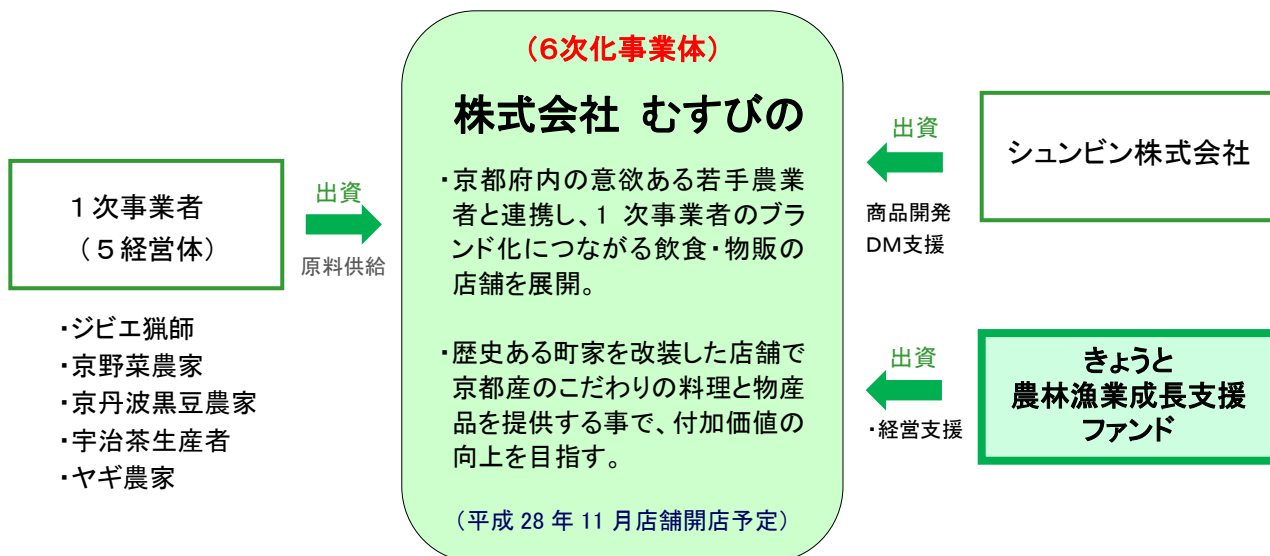 1次事業者
(5経営体)
・ジビエ猟師
・京野菜農家
・京丹波黒豆農家
・宇治茶生産者
・ヤギ農家
出資
原料供給
(6次化事業体)
株式会社 むすびの
・京都府内の意欲ある若手農業
者と連携し、1 次事業者のブラ
ンド化につながる飲食・物販の
店舗を展開。
・歴史ある町家を改装した店舗で
京都産のこだわりの料理と物産
品を提供する事で、付加価値の
向上を目指す。
(平成 28 年 11 月店舗開店予定)
出資
商品開発
DM支援
シュンビン株式会社
出資
・経営支援
きょうと
農林漁業成長支援
ファンド